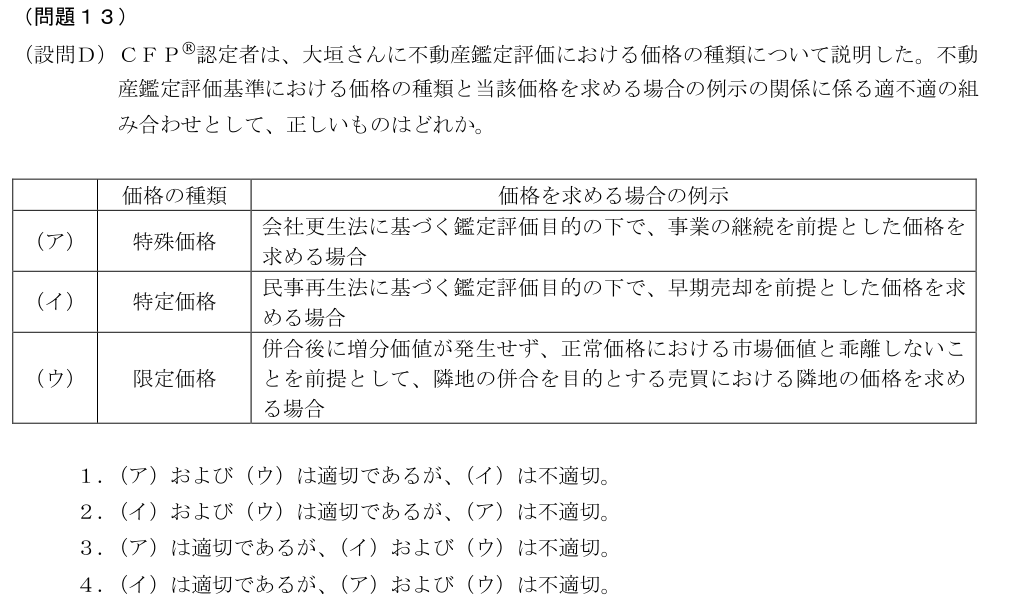 （問題１３）
（設問Ｄ）ＣＦＰ®認定者は、大垣さんに不動産鑑定評価における価格の種類について説明した。不動
産鑑定評価基準における価格の種類と当該価格を求める場合の例示の関係に係る適不適の組
み合わせとして、正しいものはどれか。
価格の種類 価格を求める場合の例示
（ア） 特殊価格 会社更生法に基づく鑑定評価目的の下で、事業の継続を前提とした価格を
求める場合
（イ） 特定価格 民事再生法に基づく鑑定評価目的の下で、早期売却を前提とした価格を求
める場合
（ウ） 限定価格 併合後に増分価値が発生せず、正常価格における市場価値と乖離しないこ
とを前提として、隣地の併合を目的とする売買における隣地の価格を求め
る場合
１．（ア）および（ウ）は適切であるが、（イ）は不適切。
２．（イ）および（ウ）は適切であるが、（ア）は不適切。
３．（ア）は適切であるが、（イ）および（ウ）は不適切。
４．（イ）は適切であるが、（ア）および（ウ）は不適切。